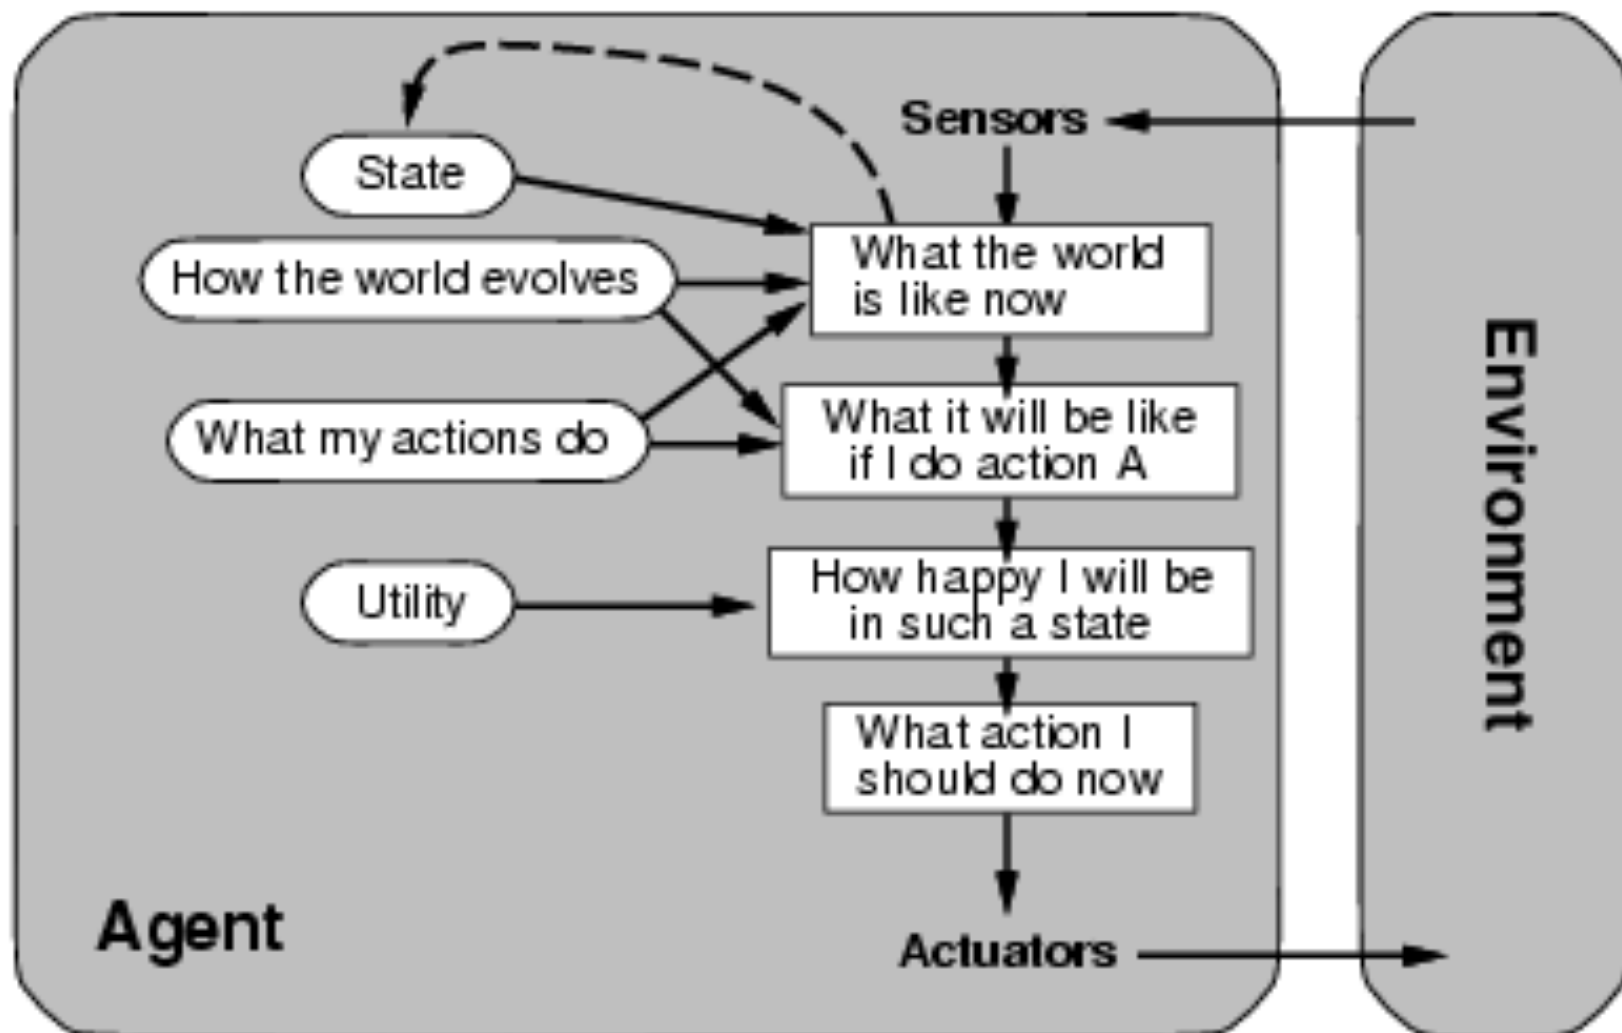 Sensors
State
What the world
is like now
How the world evolves
What it will be like
if I do action A
What my actions do
How happy I will be
in such a state
Utility
What action I
should do now
Agent
Actuators
Environment